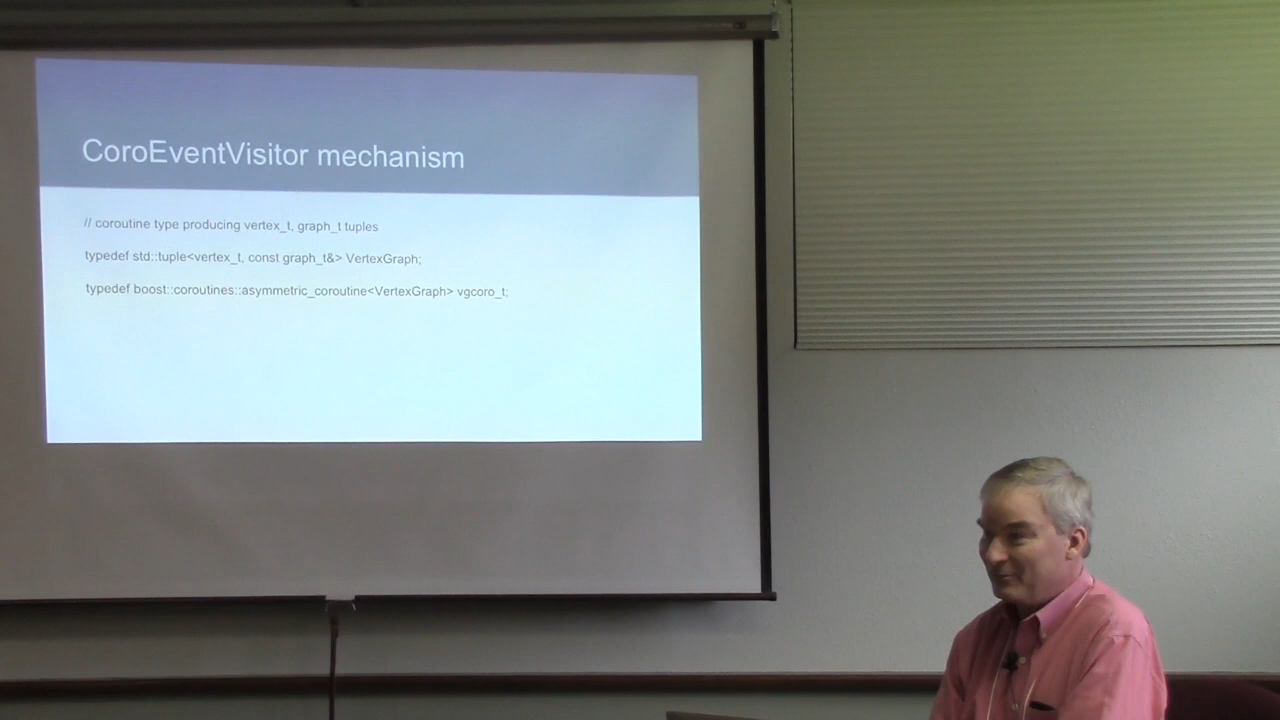 CoroEventVisitor mechanism
// coroutine type producing vertex_t, graph_t tuples
typedef std::tuple<vertex_t, const graph_t&> VertexGraph;
typedef boost::coroutines::asymmetric_coroutine<VertexGraph> vgcoro_t;